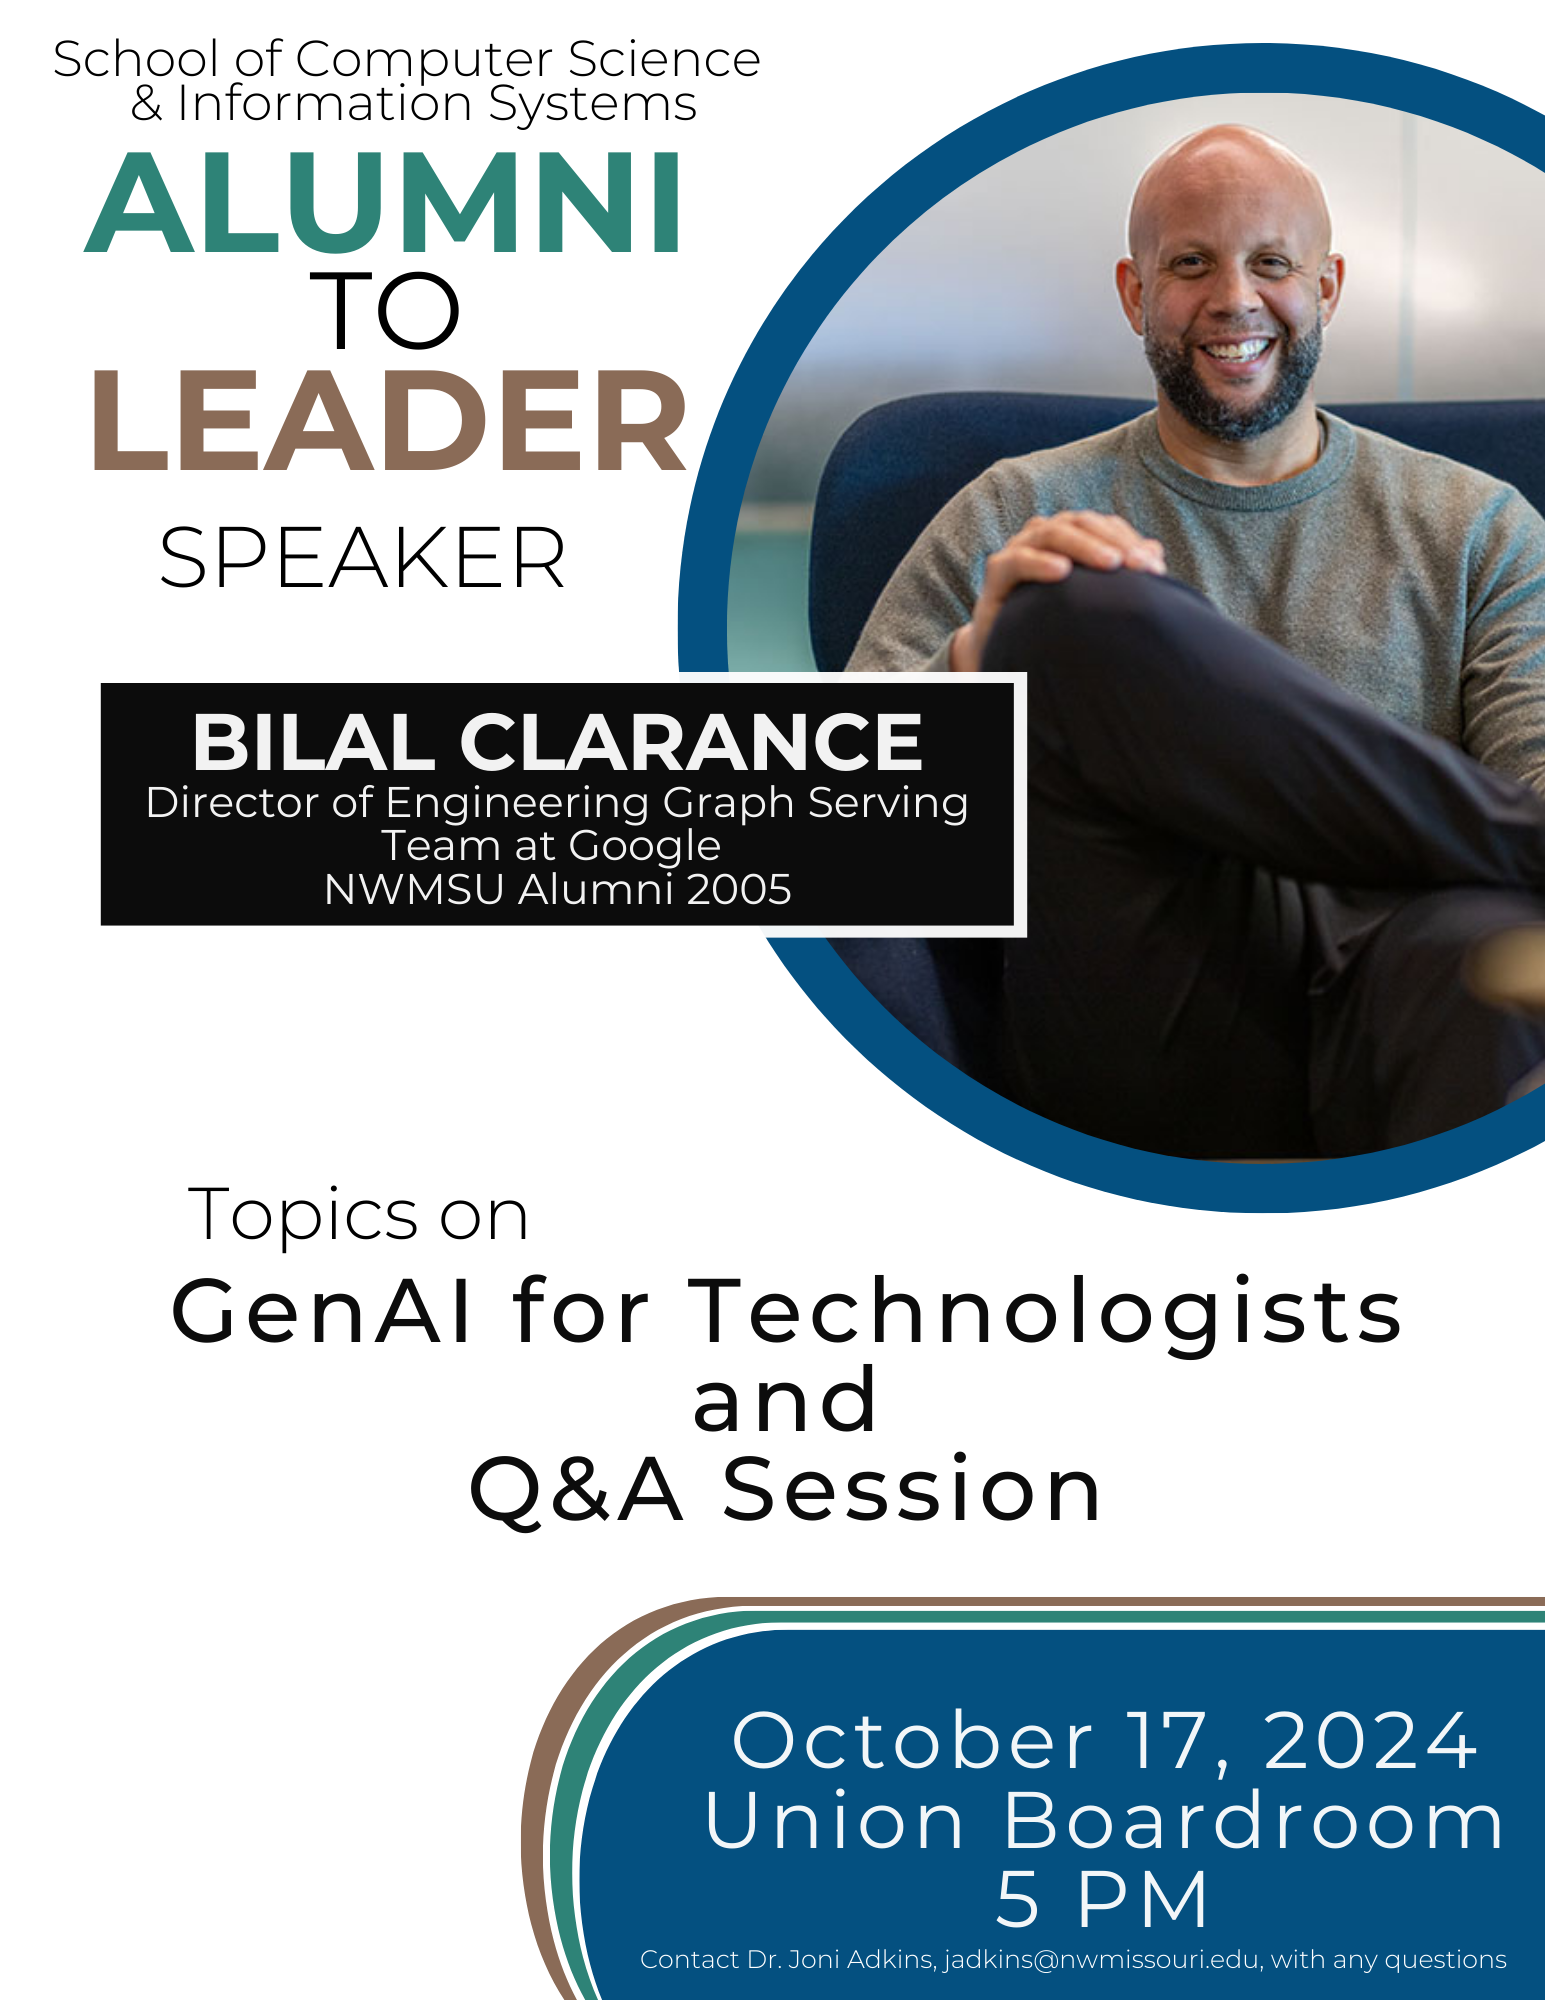 School of Computer Science
& Information Systems
ALUMNI
TO
LEADER
SPEAKER
BILAL CLARANCE
Director of Engineering Graph Serving
Team at Google
NWMSU Alumni 2005
Topics on
GenAI for Technologists
and
Q&A Session
October 17, 2024
Union Boardroom
5 PM
Contact Dr. Joni Adkins, jadkins@nwmissouri.edu, with any questions